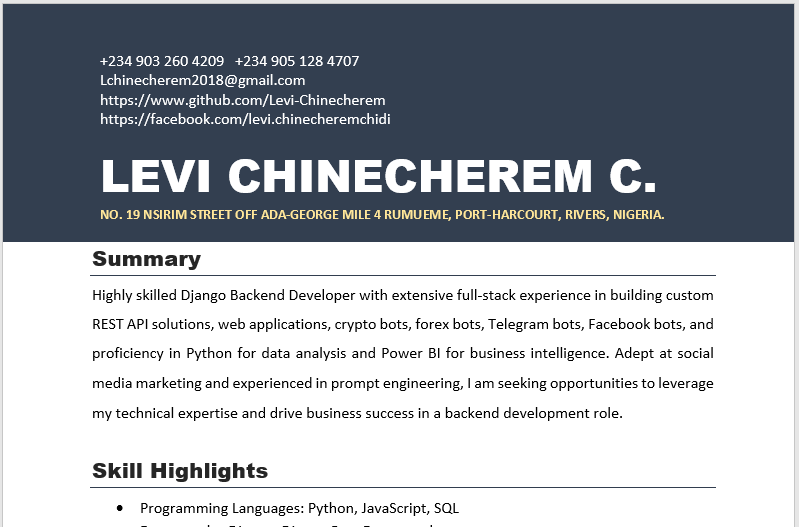 +234 903 260 4209   +234 905 128 4707
Lchinecherem2018@gmail.com
https://www.github.com/Levi-Chinecherem
https://facebook.com/levi.chinecheremchidi
LEVI CHINECHEREM C.
NO. 19 NSIRIM STREET OFF ADA-GEORGE MILE 4 RUMUEME, PORT-HARCOURT, RIVERS, NIGERIA.
Summary
Highly skilled Django Backend Developer with extensive full-stack experience in building custom
REST API solutions, web applications, crypto bots, forex bots, Telegram bots, Facebook bots, and
proficiency in Python for data analysis and Power BI for business intelligence. Adept at social
media marketing and experienced in prompt engineering, I am seeking opportunities to leverage
my technical expertise and drive business success in a backend development role.
Skill Highlights
• Programming Languages: Python, JavaScript, SQL